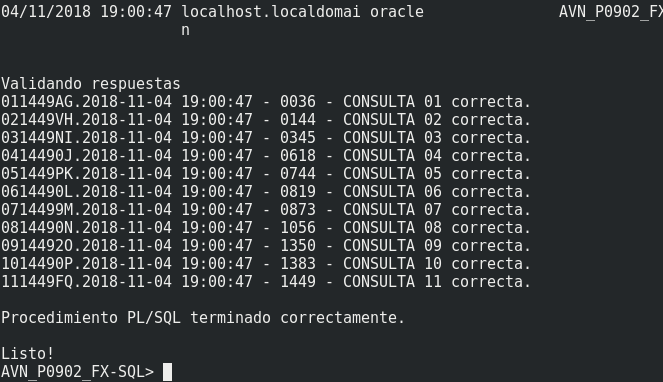 04/11/2018 19:00:47 localhost.localdomai oracle AVN_P0902_FX
n
Validando respuestas
011449AG.2018-11-04 19:00:47 - 0036 - CONSULTA 01 correcta.
021449VH.2018-11-04 19:00:47 - 0144 - CONSULTA 02 correcta.
031449NI.2018-11-04 19:00:47 - 0345 - CONSULTA 03 correcta.
0414490J.2018-11-04 19:00:47 - 0618 - CONSULTA 04 correcta.
051449PK.2018-11-04 19:00:47 - 0744 - CONSULTA 05 correcta.
0614490L.2018-11-04 19:00:47 - 0819 - CONSULTA 06 correcta.
0714499M.2018-11-04 19:00:47 - 0873 - CONSULTA 07 correcta.
0814490N.2018-11-04 19:00:47 - 1056 - CONSULTA 08 correcta.
0914492O.2018-11-04 19:00:47 - 1350 - CONSULTA 09 correcta.
1014490P.2018-11-04 19:00:47 - 1383 - CONSULTA 10 correcta.
111449FQ.2018-11-04 19:00:47 - 1449 - CONSULTA 11 correcta.
Procedimiento PL/SQL terminado correctamente.
Listo!
AVN_P0902_FX-SQL>